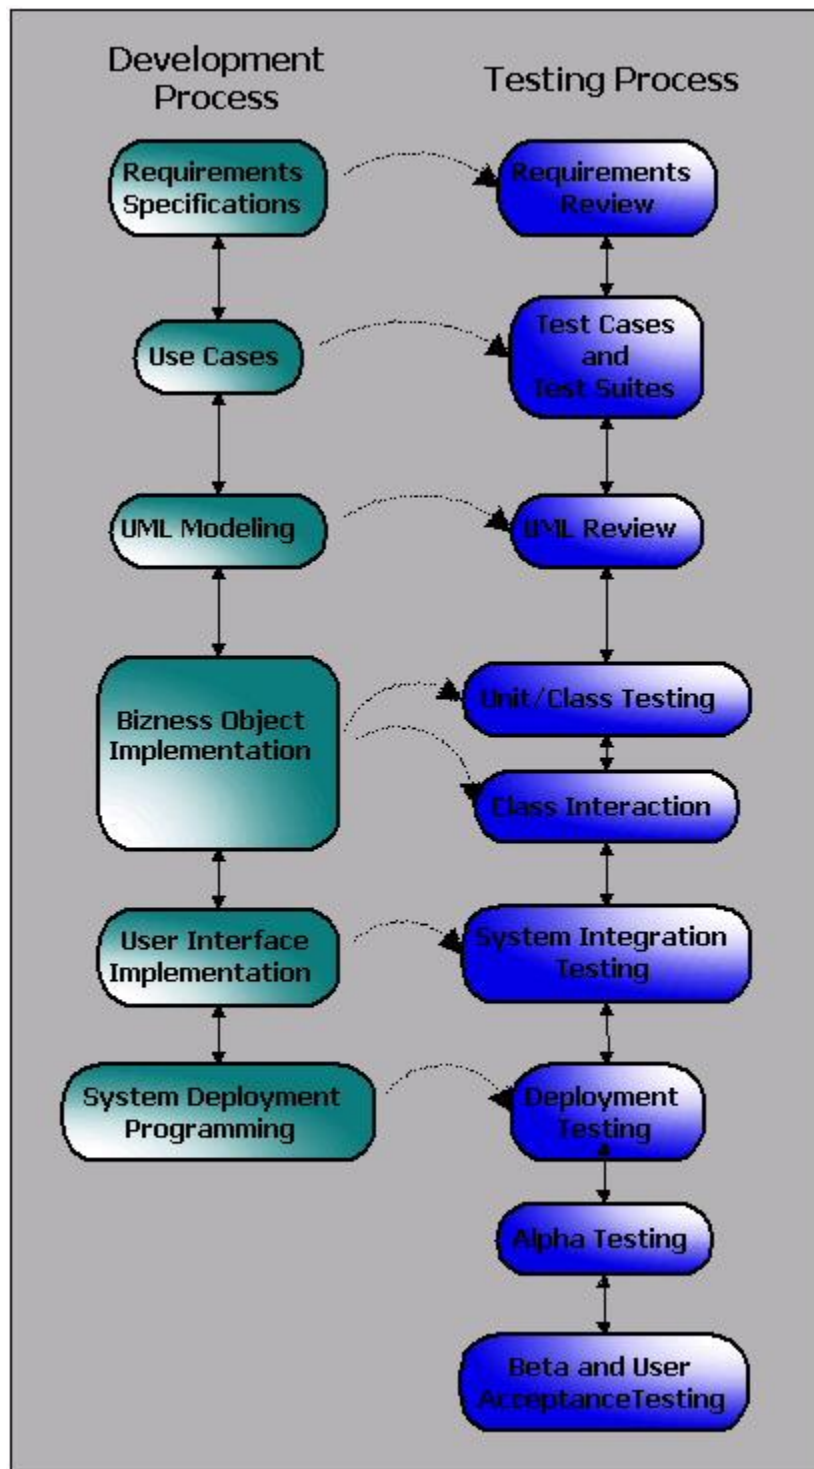 Development
Process
Testing Process
Requirements
Specifications
Requirements
Review
Use Cases
Test Cases
and
Test Suites
UML Modeling
UML Review
Bizness Object
Implementation
Unit/Class Testing
Class Interaction
User Interface
Implementation
System Integration
Testing
System Deployment
Programming
Deployment
Testing
Alpha Testing
Beta and User
AcceptanceTesting